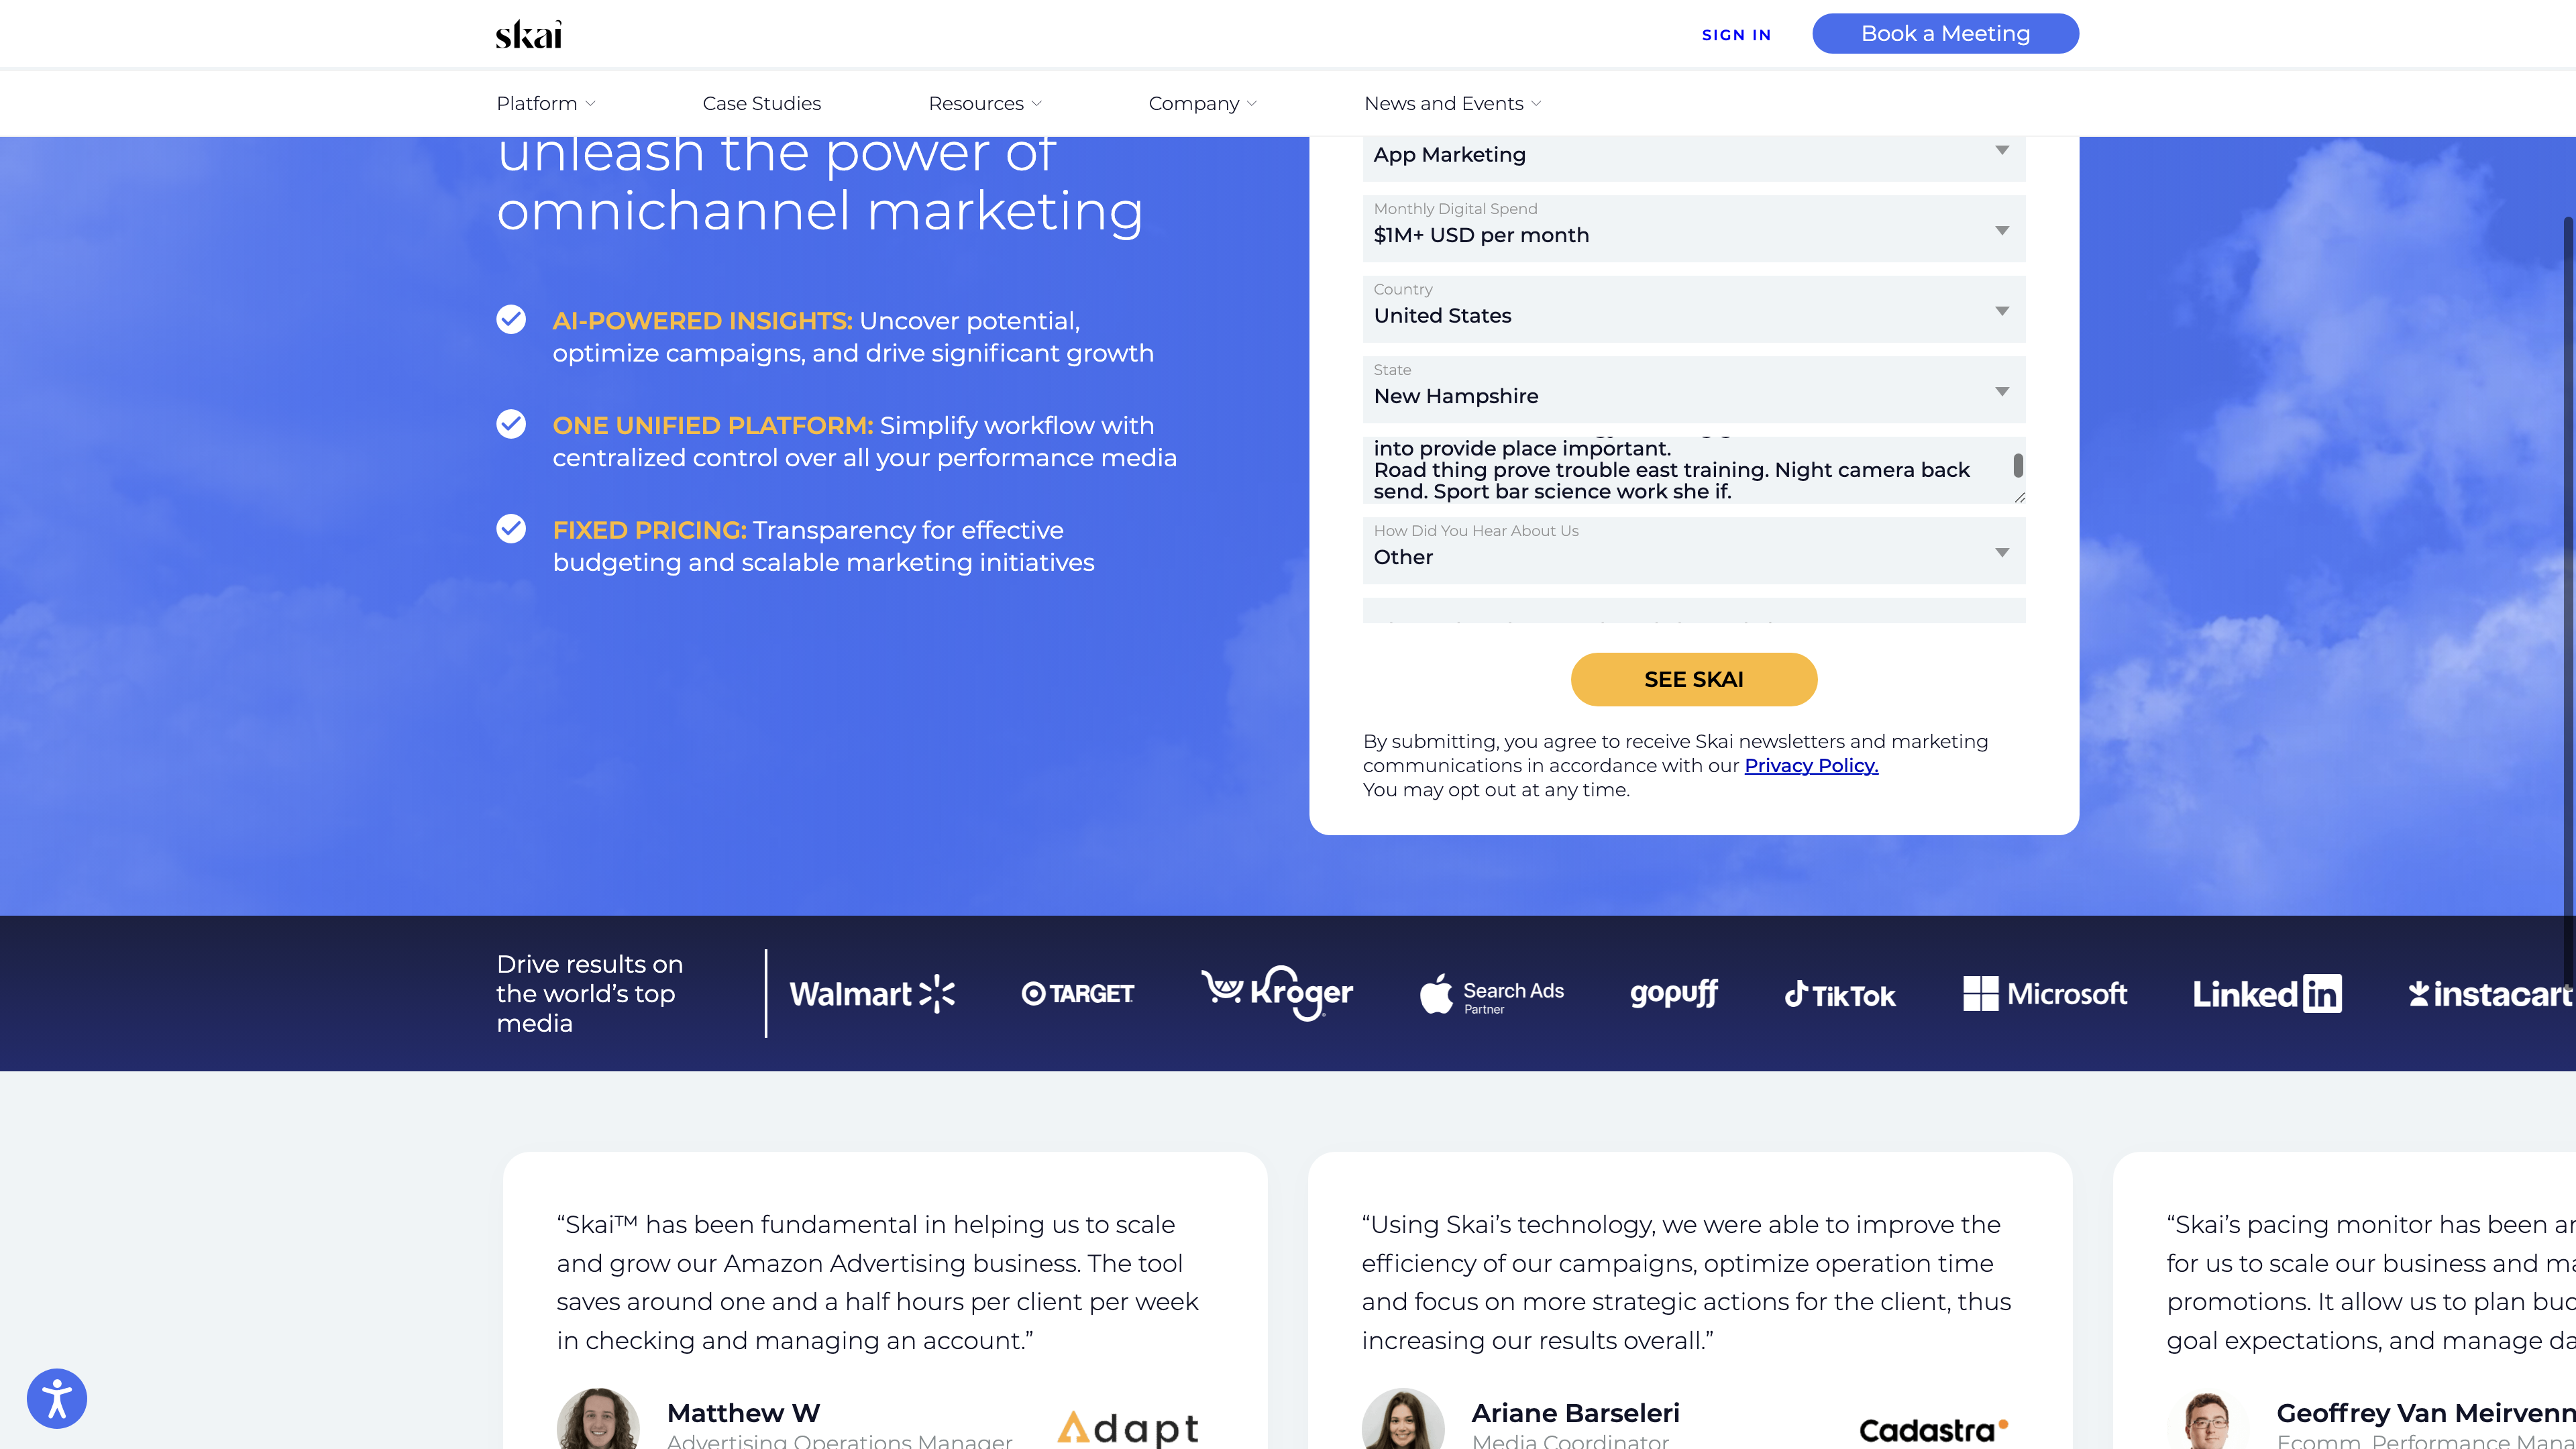 skai
SIGN IN
Book a Meeting
Platform
Case Studies
Resources
Company
News and Events
unleash the power of
omnichannel marketing
AI-POWERED INSIGHTS: Uncover potential,
optimize campaigns, and drive significant growth
ONE UNIFIED PLATFORM: Simplify workflow with
centralized control over all your performance media
FIXED PRICING: Transparency for effective
budgeting and scalable marketing initiatives
App Marketing
Monthly Digital Spend
$1M+ USD per month
Country
United States
State
New Hampshire
into provide place important.
Road thing prove trouble east training. Night camera back
send. Sport bar science work she if.
How Did You Hear About Us
Other
SEE SKAI
By submitting, you agree to receive Skai newsletters and marketing
communications in accordance with our Privacy Policy.
You may opt out at any time.
Drive results on
the world's top
media
Walmart
TARGET
Kroger
Search Ads
Partner
gopuff
TikTok
Microsoft
Linked in
instacart
“Skai™ has been fundamental in helping us to scale
and grow our Amazon Advertising business. The tool
saves around one and a half hours per client per week
in checking and managing an account.”
Matthew W
Advertising Operations Manager
Adapt
“Using Skai’s technology, we were able to improve the
efficiency of our campaigns, optimize operation time
and focus on more strategic actions for the client, thus
increasing our results overall.”
Ariane Barseleri
Media Coordinator
Cadastra
“Skai’s pacing monitor has been
for us to scale our business and
promotions. It allow us to plan
goal expectations, and manage
Geoffrey Van
Ecomm, Performance